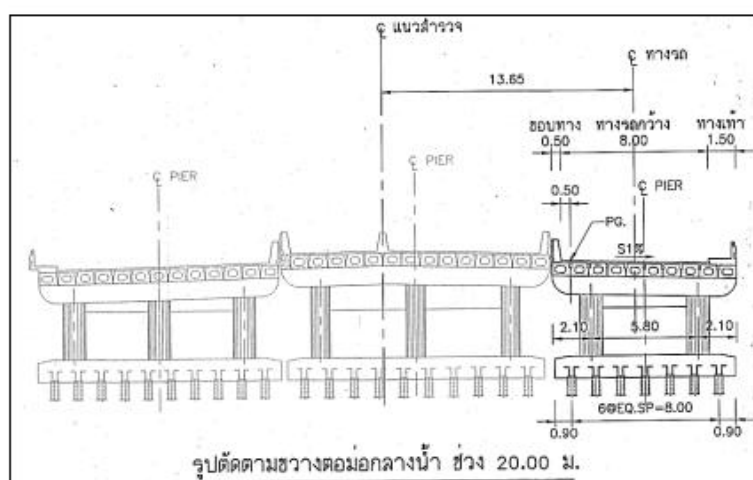 ℄ แนวสำรวจ
℄ ทางรถ
13.65
ขอบทาง ทางรถกว้าง ทางเท้า
0.50 8.00 1.50
℄ PIER
℄ PIER
℄ PIER
0.50
PG.
S1%
2.10 5.80 2.10
6@EQ.SP=8.00
0.90 0.90
รูปตัดตามขวางตอม่อกลางน้ำ ช่วง 20.00 ม.